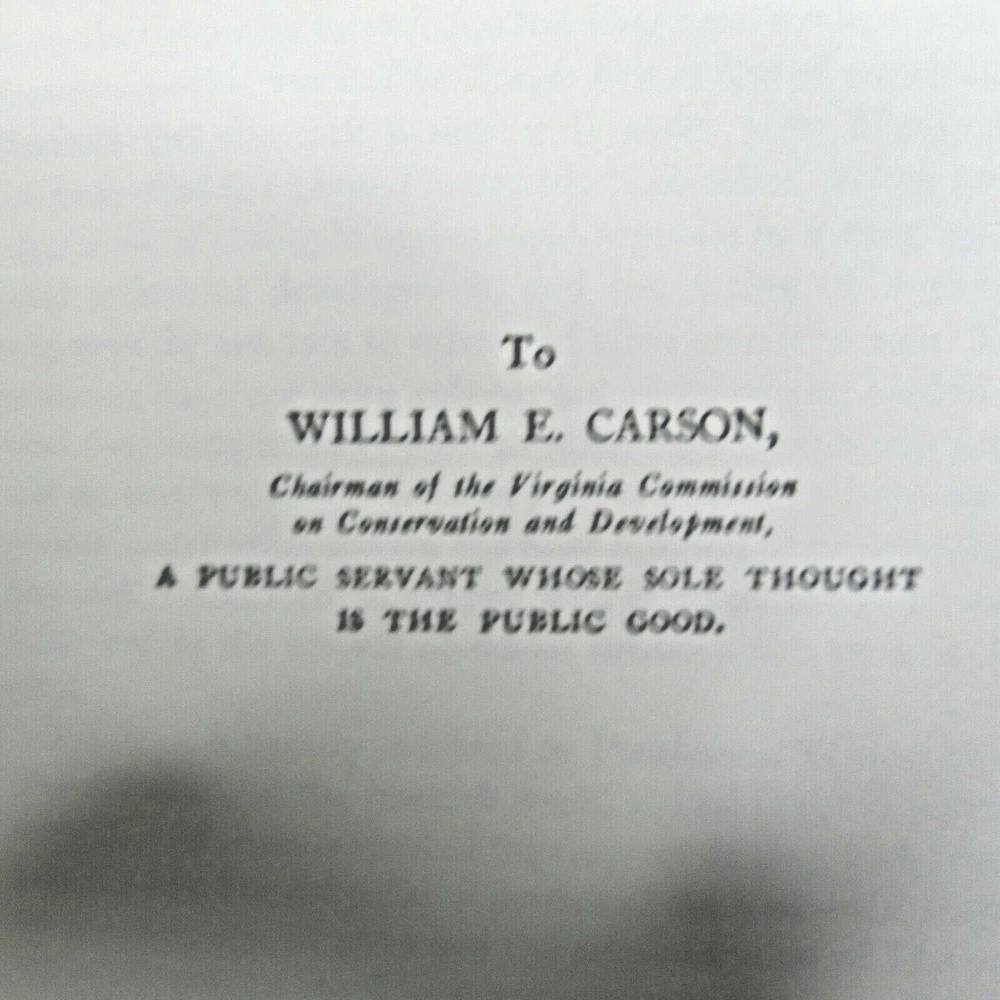 To
WILLIAM E. CARSON,
Chairman of the Virginia Commission
on Conservation and Development,
A PUBLIC SERVANT WHOSE SOLE THOUGHT
IS THE PUBLIC GOOD.